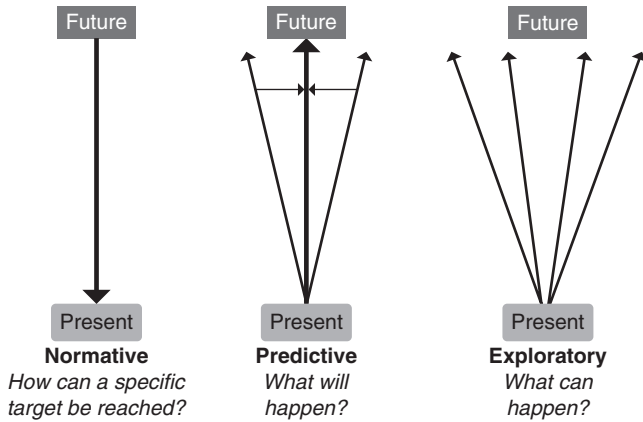 Future
Future
Future
Present
Present
Present
Normative
How can a specific
target be reached?
Predictive
What will
happen?
Exploratory
What can
happen?